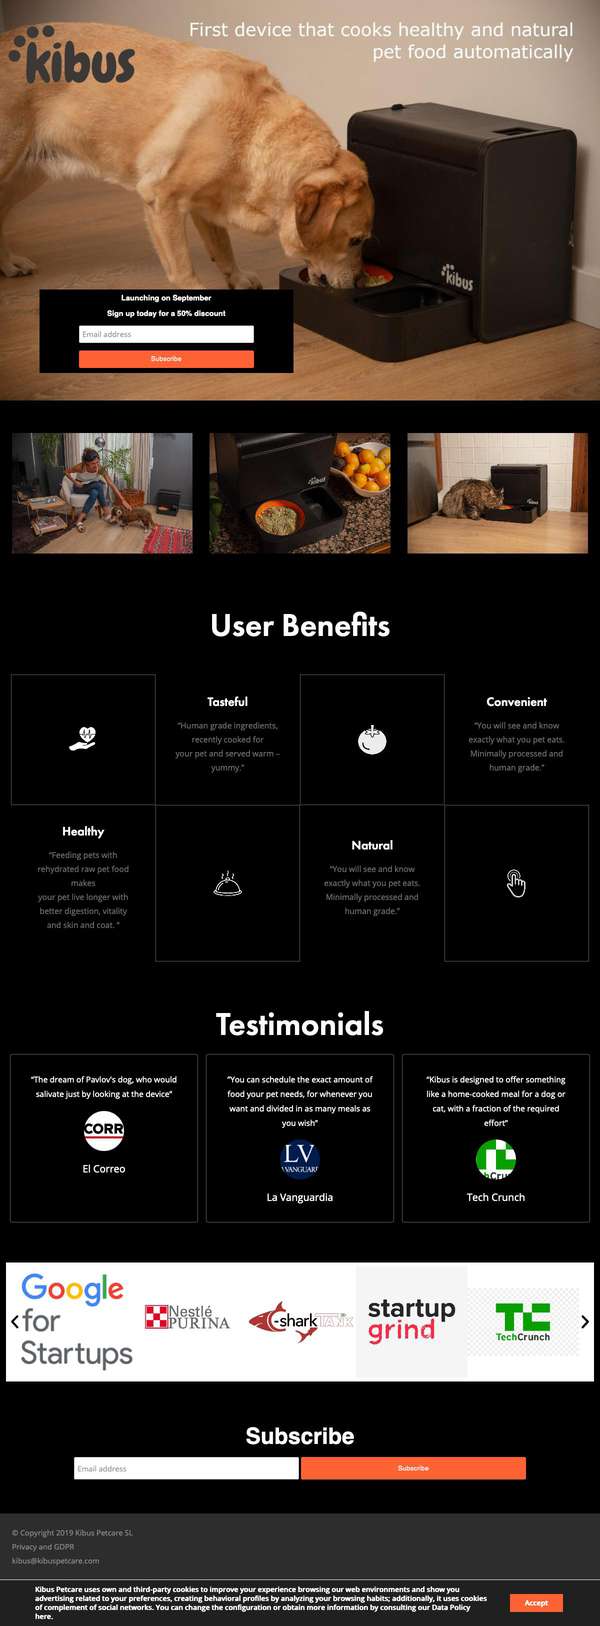 kibus
First device that cooks healthy and natural
pet food automatically
kibus
Launching on September
Sign up today for a 50% discount
Email address
Subscribe
kibus
kibus
User Benefits
Tasteful
"Human grade ingredients,
recently cooked for
your pet and served warm –
yummy."
Convenient
"You will see and know
exactly what you pet eats.
Minimally processed and
human grade."
Healthy
"Feeding pets with
rehydrated raw pet food
makes
your pet live longer with
better digestion, vitality
and skin and coat. "
Natural
"You will see and know
exactly what you pet eats.
Minimally processed and
human grade."
Testimonials
"The dream of Pavlov's dog, who would
salivate just by looking at the device"
CORR
El Correo
"You can schedule the exact amount of
food your pet needs, for whenever you
want and divided in as many meals as
you wish"
LV
VANGUAR
La Vanguardia
"Kibus is designed to offer something
like a home-cooked meal for a dog or
cat, with a fraction of the required
effort"
Tech Crunch
Google
for
Startups
Nestlé
PURINA
sharkTANK
startup
grind
TechCrunch
Subscribe
Email address
Subscribe
© Copyright 2019 Kibus Petcare SL
Privacy and GDPR
kibus@kibuspetcare.com
Kibus Petcare uses own and third-party cookies to improve your experience browsing our web environments and show you
advertising related to your preferences, creating behavioral profiles by analyzing your browsing habits; additionally, it uses cookies
of complement of social networks. You can change the configuration or obtain more information by consulting our Data Policy
here.
Accept